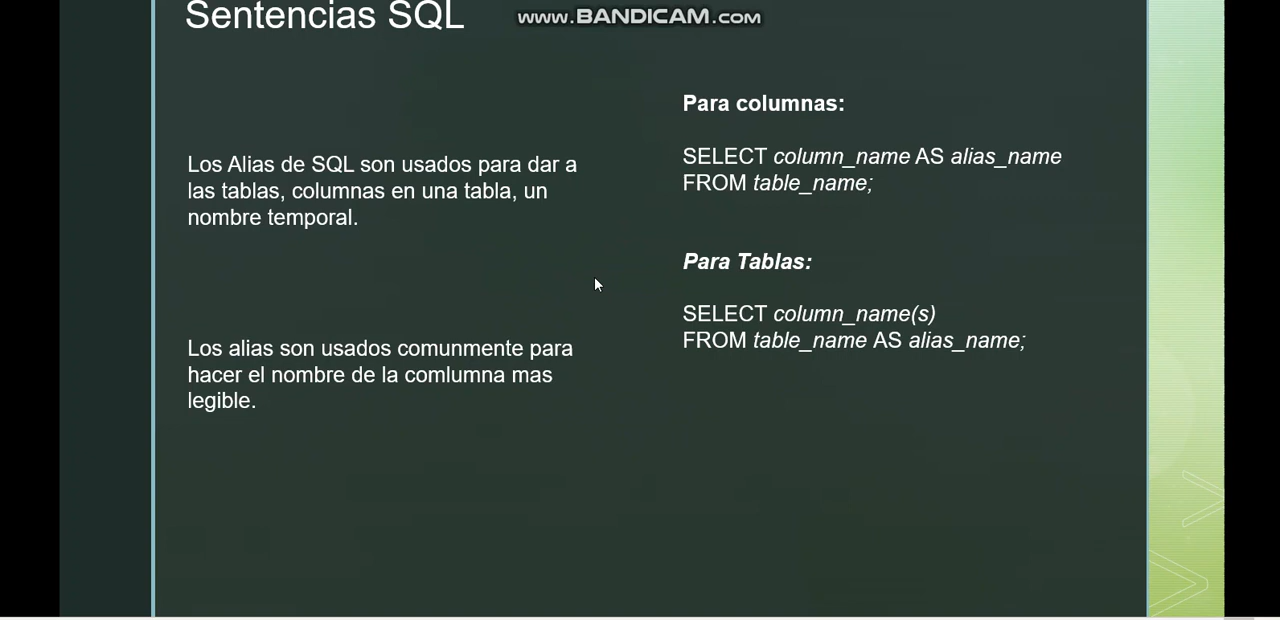 Sentencias SQL
www.BANDICAM.com
Los Alias de SQL son usados para dar a
las tablas, columnas en una tabla, un
nombre temporal.
Los alias son usados comunmente para
hacer el nombre de la comlumna mas
legible.
Para columnas:
SELECT column_name AS alias_name
FROM table_name;
Para Tablas:
SELECT column_name(s)
FROM table_name AS alias_name;